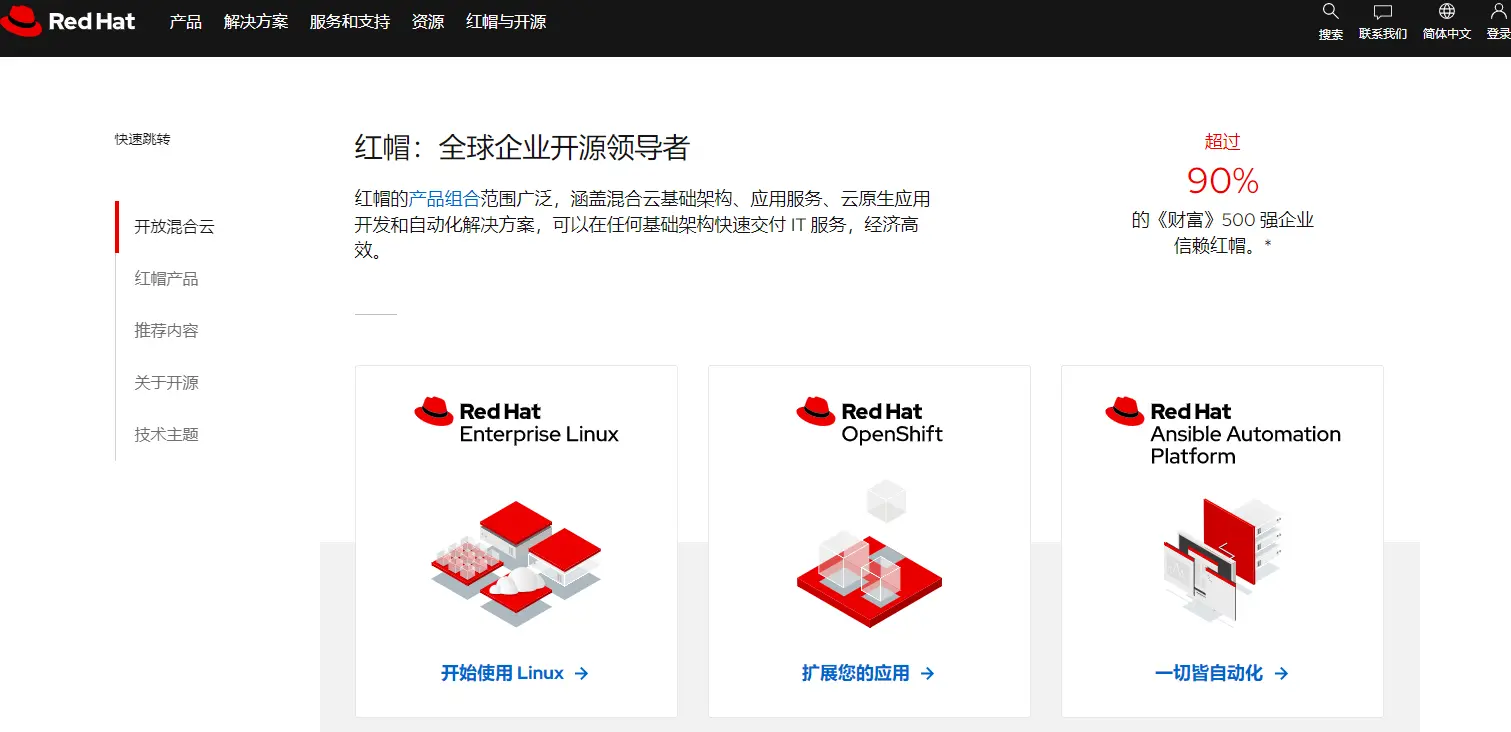 Red Hat
产品 解决方案 服务和支持 资源 红帽与开源
搜索 联系我们 简体中文 登录
快速跳转
开放混合云
红帽产品
推荐内容
关于开源
技术主题
红帽：全球企业开源领导者
红帽的产品组合范围广泛，涵盖混合云基础架构、应用服务、云原生应用
开发和自动化解决方案，可以在任何基础架构快速交付 IT 服务，经济高
效。
超过
90%
的《财富》500 强企业
信赖红帽。*
Red Hat
Enterprise Linux
开始使用 Linux →
Red Hat
OpenShift
扩展您的应用 →
Red Hat
Ansible Automation
Platform
一切皆自动化 →